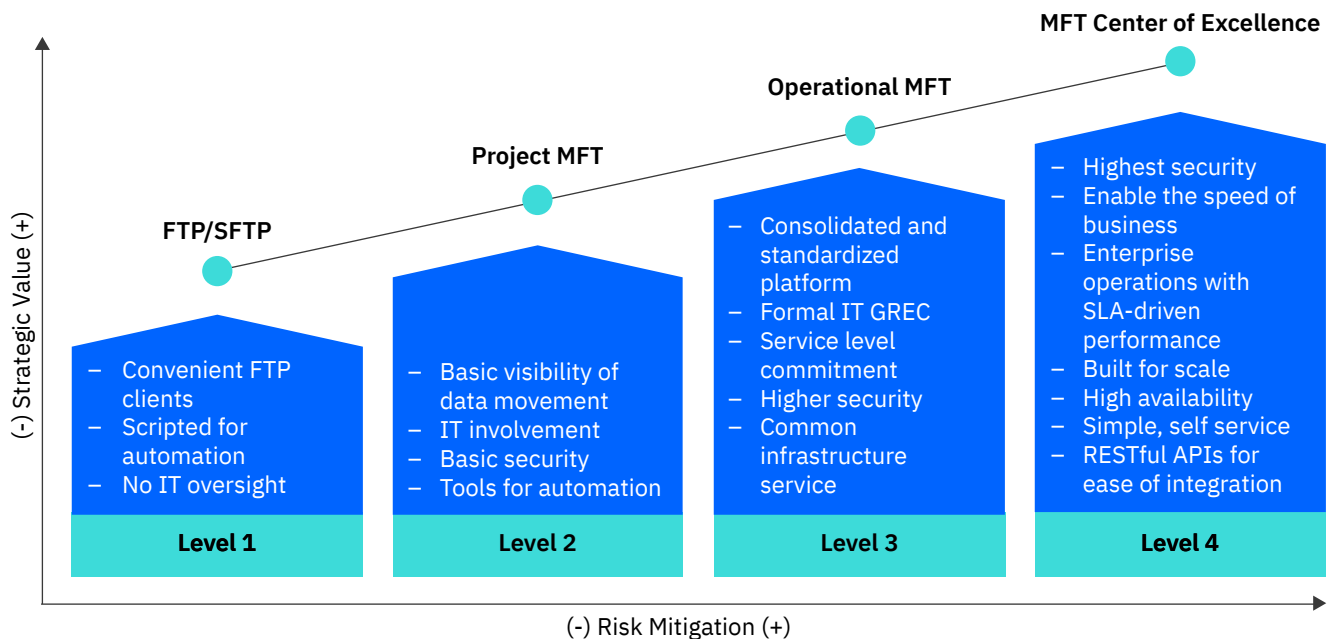 MFT Center of Excellence
Operational MFT
Project MFT
FTP/SFTP
(-) Strategic Value (+)
– Convenient FTP
clients
– Scripted for
automation
– No IT oversight
Level 1
– Basic visibility of
data movement
– IT involvement
– Basic security
– Tools for automation
Level 2
– Consolidated and
standardized
platform
– Formal IT GREC
– Service level
commitment
– Higher security
– Common
infrastructure
service
Level 3
– Highest security
– Enable the speed of
business
– Enterprise
operations with
SLA-driven
performance
– Built for scale
– High availability
– Simple, self service
– RESTful APIs for
ease of integration
Level 4
(-) Risk Mitigation (+)